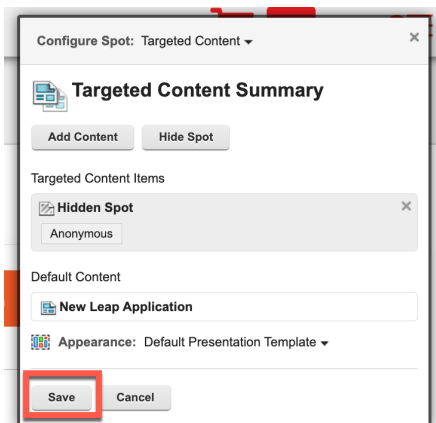 Configure Spot: Targeted Content
Targeted Content Summary
Add Content Hide Spot
Targeted Content Items
Hidden Spot
Anonymous
Default Content
New Leap Application
Appearance: Default Presentation Template
Save Cancel